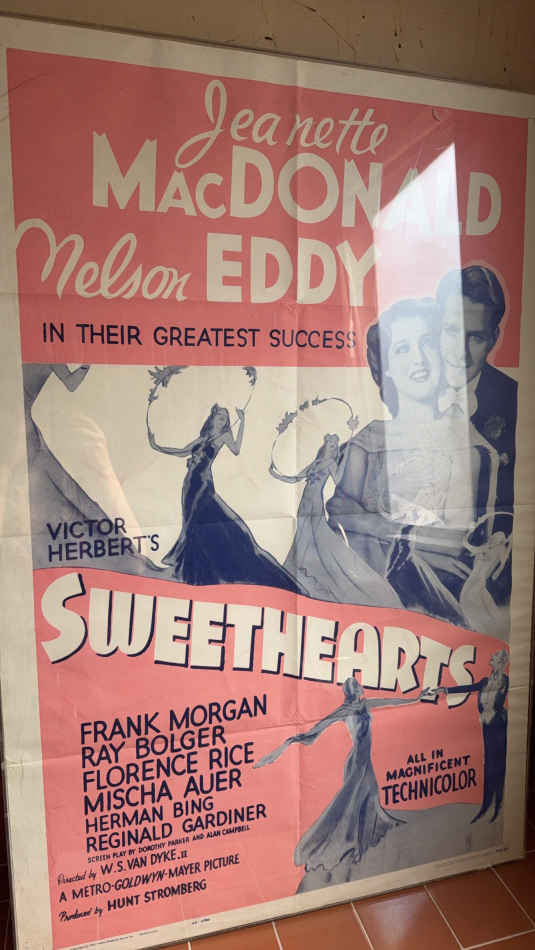 Jeanette
MACDONALD
Nelson EDDY
IN THEIR GREATEST SUCCESS
VICTOR
HERBERT'S
SWEETHEARTS
FRANK MORGAN
RAY BOLGER
FLORENCE RICE
MISCHA AUER
HERMAN BING
REGINALD GARDINER
SCREEN PLAY BY DOROTHY PARKER AND ALAN CAMPBELL
Directed by W.S. VAN DYKE, II
A METRO-GOLDWYN-MAYER PICTURE
Produced by HUNT STROMBERG
ALL IN
MAGNIFICENT
TECHNICOLOR